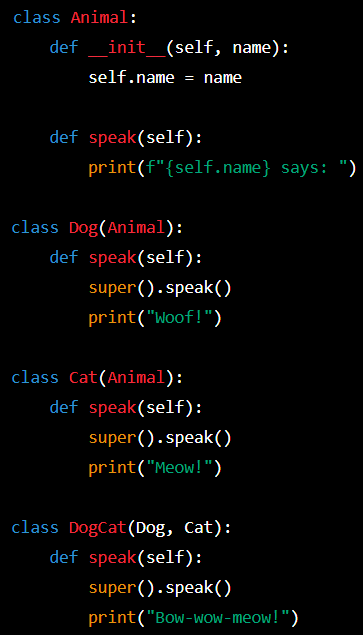 class Animal:
    def __init__(self, name):
        self.name = name

    def speak(self):
        print(f"{self.name} says: ")

class Dog(Animal):
    def speak(self):
        super().speak()
        print("Woof!")

class Cat(Animal):
    def speak(self):
        super().speak()
        print("Meow!")

class DogCat(Dog, Cat):
    def speak(self):
        super().speak()
        print("Bow-wow-meow!")